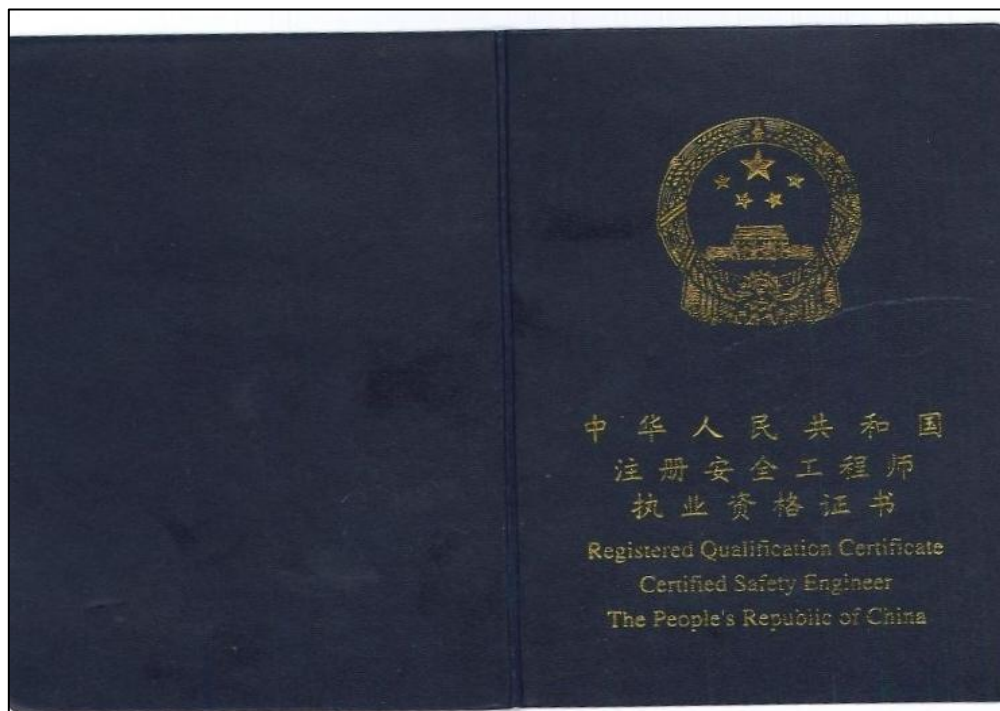 中华人民共和国
注册安全工程师
执业资格证书
Registered Qualification Certificate
Certified Safety Engineer
The People's Republic of China